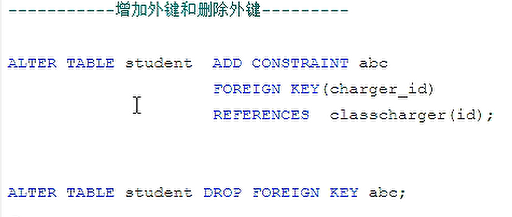 -----------增加外键和删除外键---------
ALTER TABLE student  ADD CONSTRAINT abc
FOREIGN KEY(charger_id)
REFERENCES  classcharger(id);
ALTER TABLE student DROP FOREIGN KEY abc;